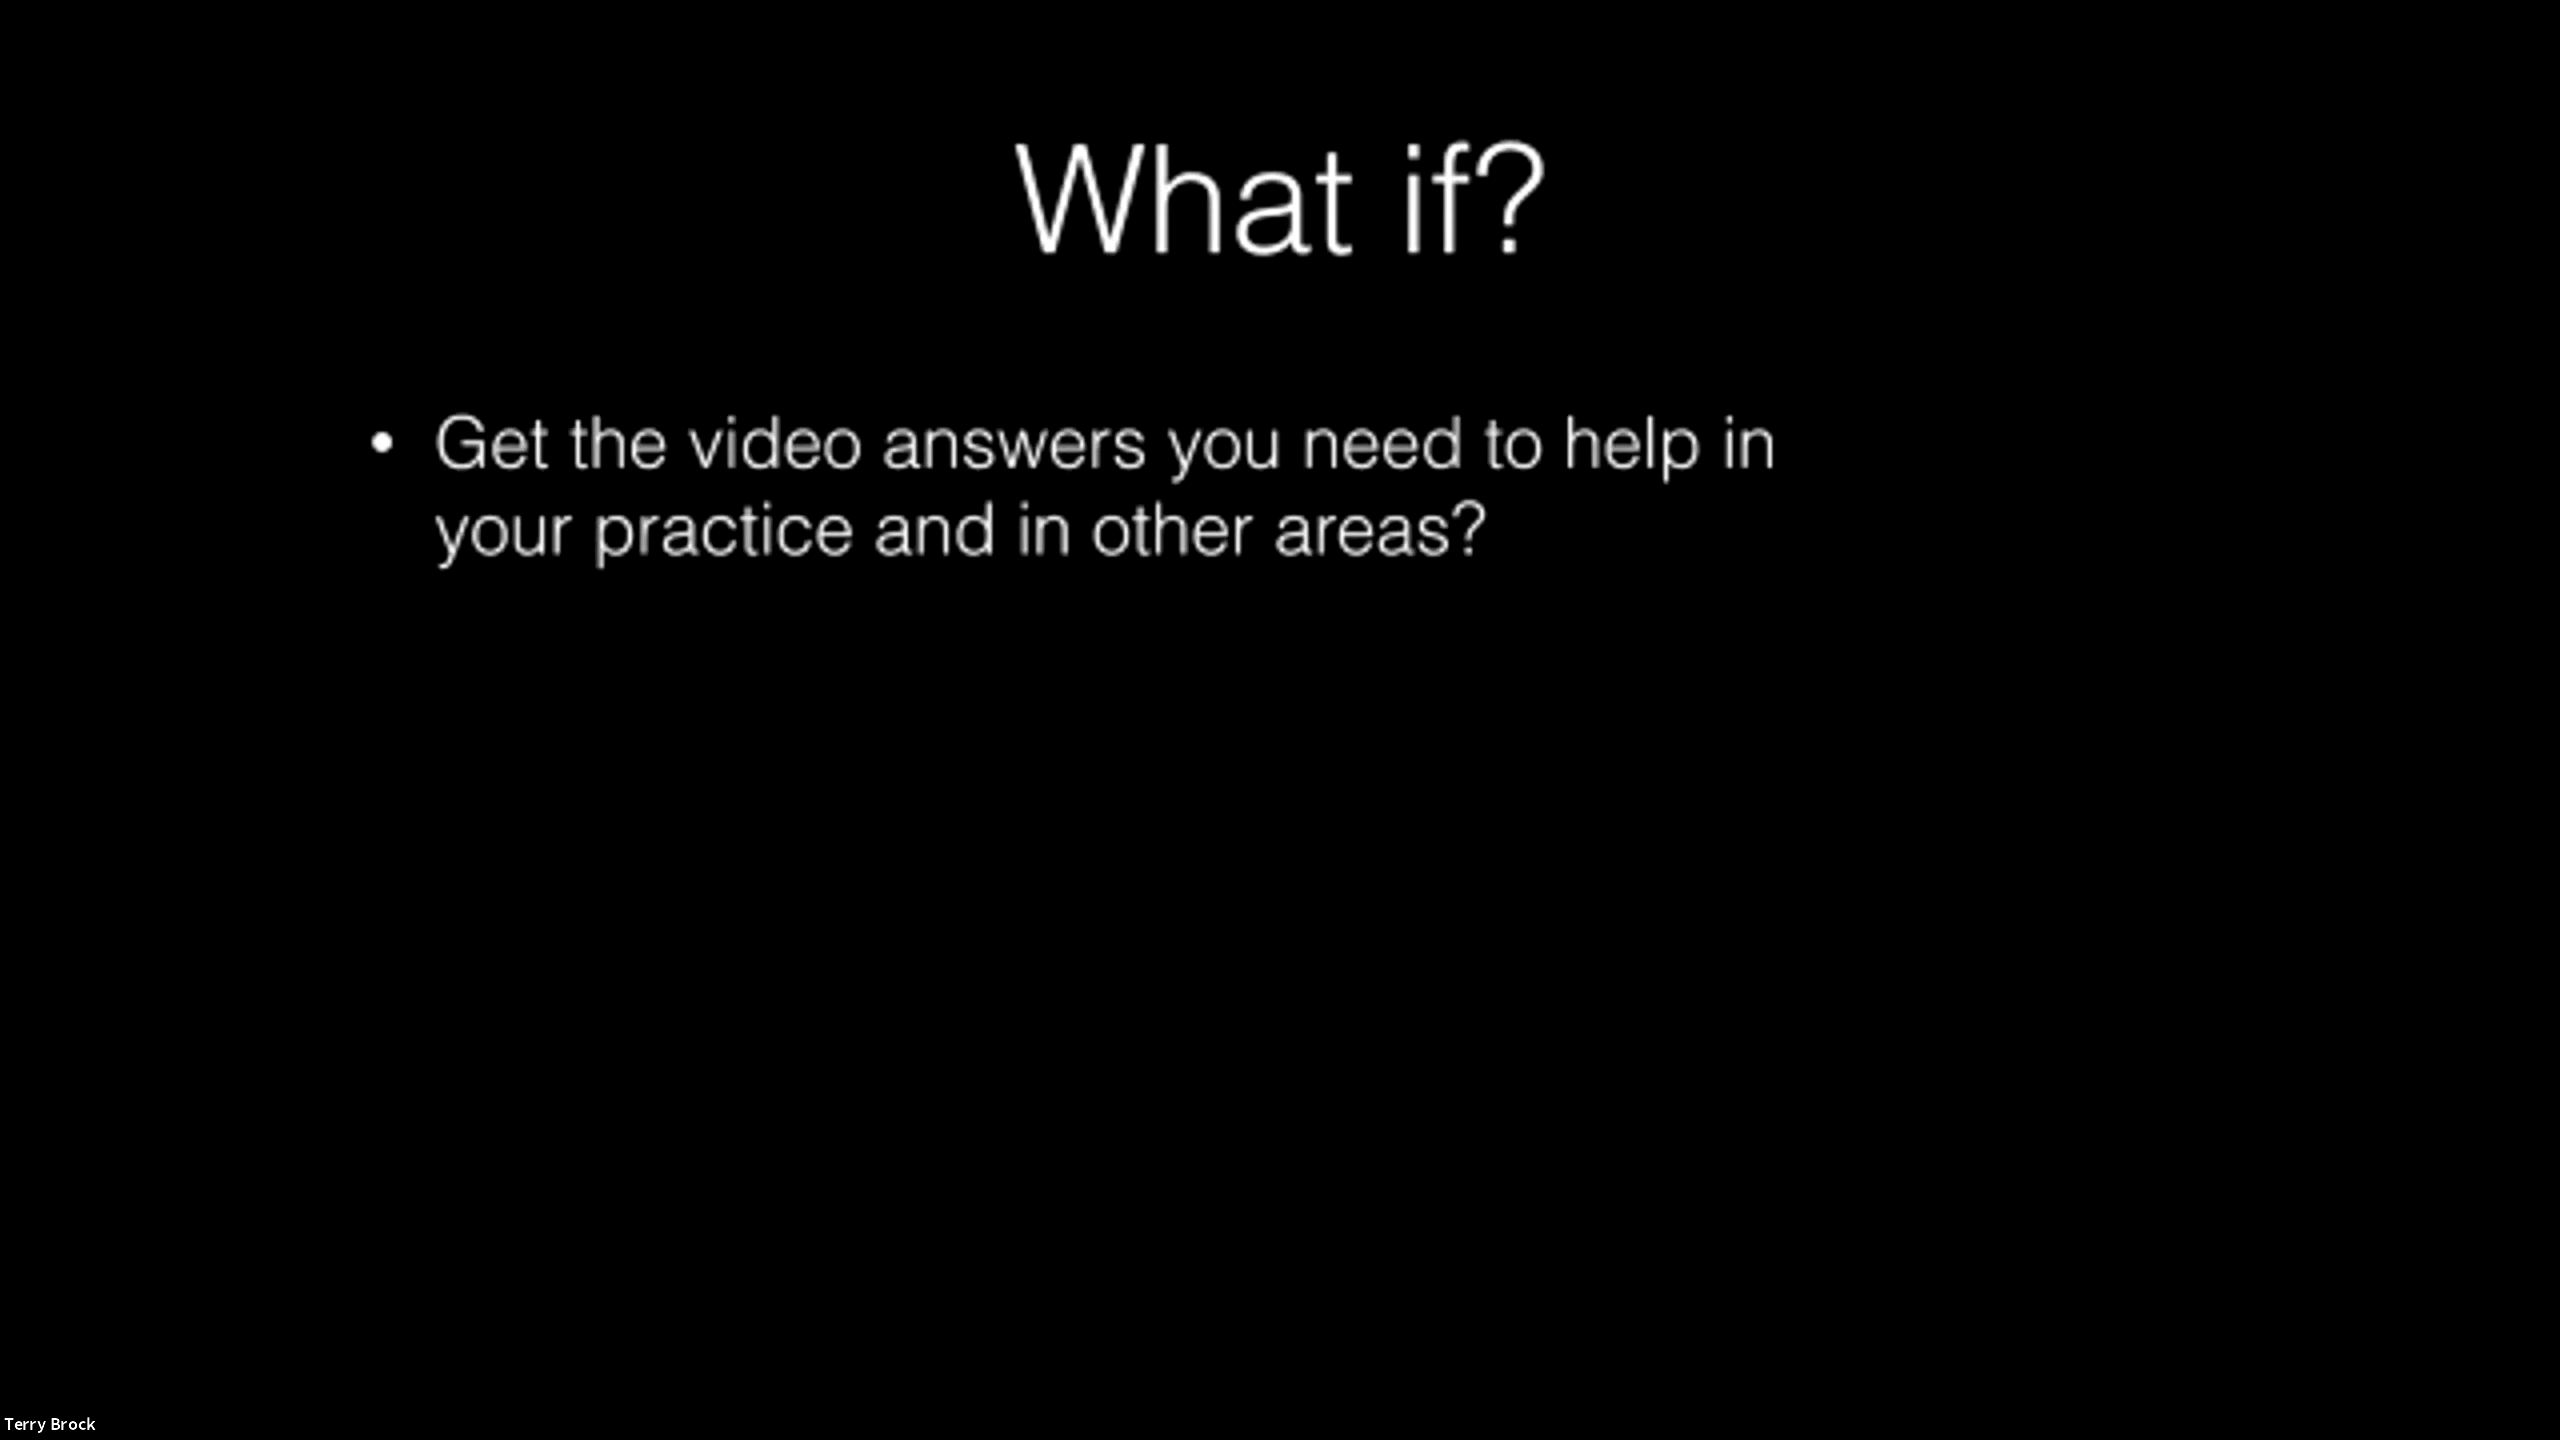 What if?
• Get the video answers you need to help in
your practice and in other areas?
Terry Brock